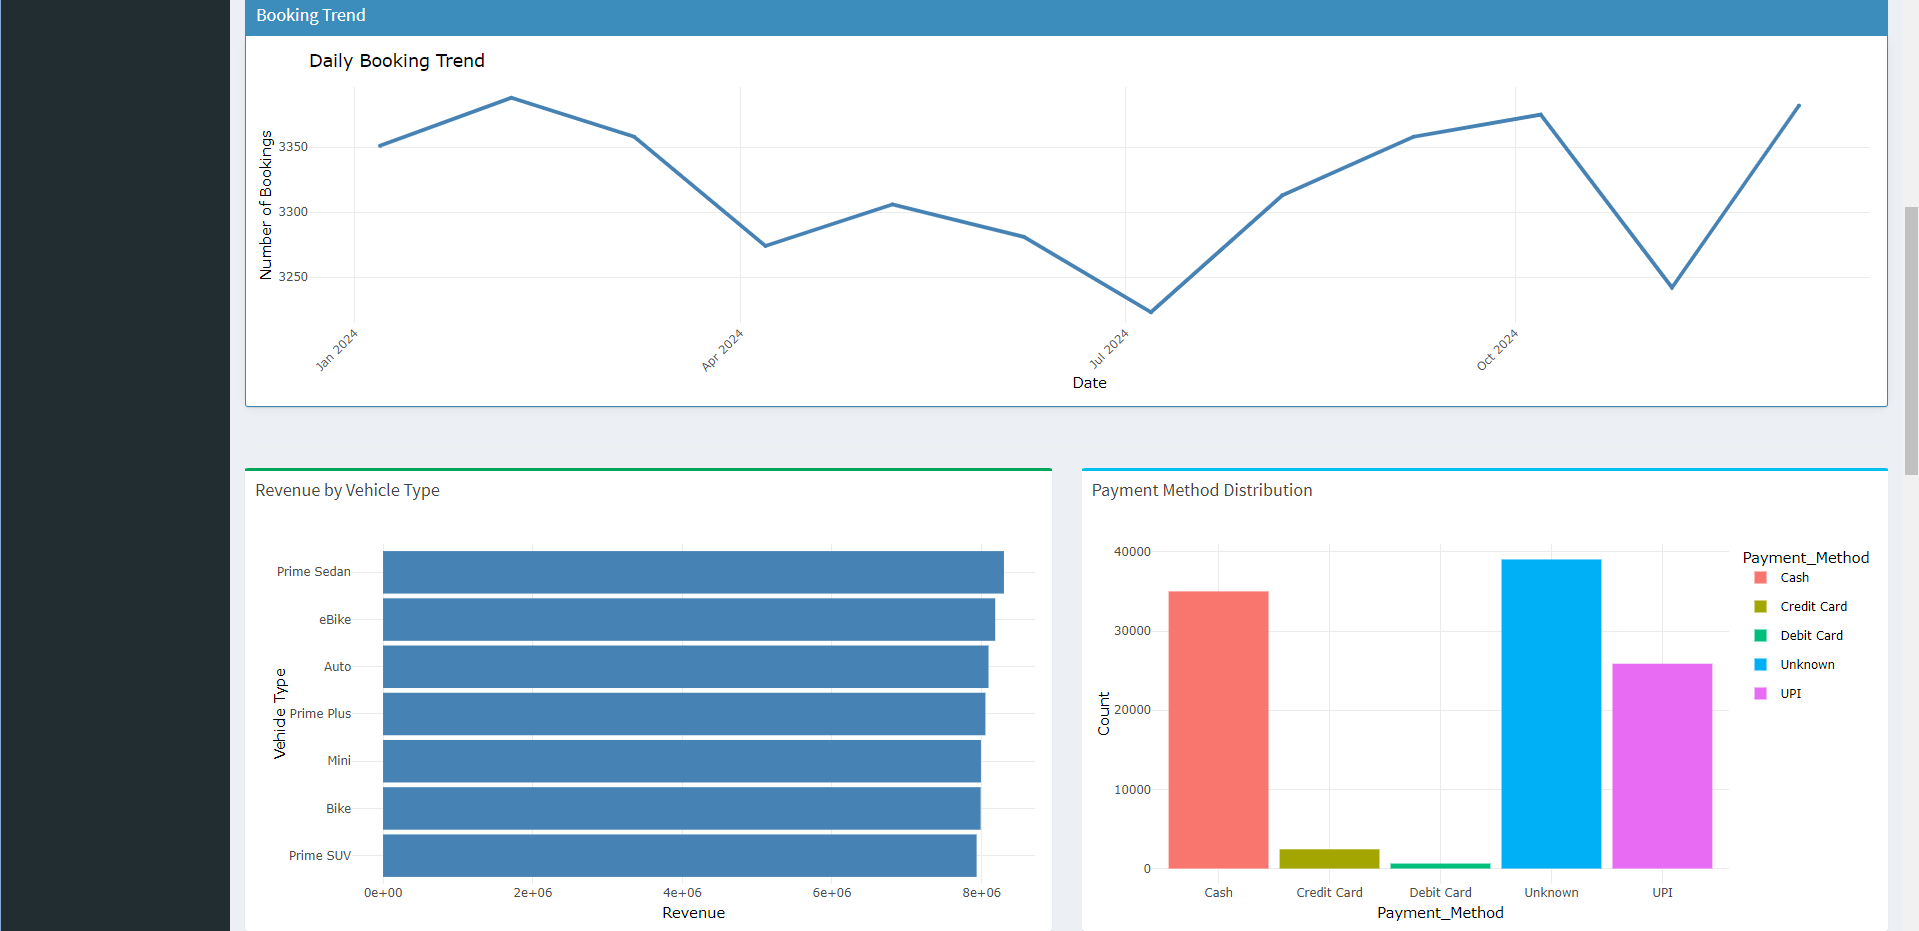 Booking Trend
Daily Booking Trend
Number of Bookings
3350
3300
3250
Jan 2024
Apr 2024
Jul 2024
Oct 2024
Date
Revenue by Vehicle Type
Vehicle Type
Prime Sedan
eBike
Auto
Prime Plus
Mini
Bike
Prime SUV
0e+00
2e+06
4e+06
6e+06
8e+06
Revenue
Payment Method Distribution
Count
40000
30000
20000
10000
0
Cash
Credit Card
Debit Card
Unknown
UPI
Payment_Method
Payment_Method
Cash
Credit Card
Debit Card
Unknown
UPI